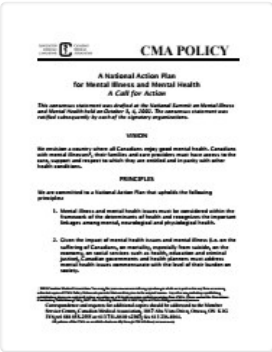 CMA POLICY
A National Action Plan
for Mental Illness and Mental Health
A Call for Action
This consensus statement was drafted at the National Summit on Mental Illness
and Mental Health held on October 5, 6, 2000. The consensus statement was
ratified subsequently by each of the signatory organizations.
VISION
We envision a country where all Canadians enjoy good mental health. Canadians
with mental illnesses, their families and care providers must have access to the
care, support and respect to which they are entitled and in parity with other
health conditions.
PRINCIPLES
We are committed to a National Action Plan that upholds the following
principles:
1. Mental illness and mental health issues must be considered within the
framework of the determinants of health and recognizes the important
linkages among mental, neurological and physiological health.
2. Given the impact of mental health issues and mental illness (i.e. on the
suffering of Canadians, on mortality, especially from suicide, on the
economy, on social services such as health, education and criminal
justice), Canadian governments and health planners must address
mental health issues commensurate with the level of their burden on
society.